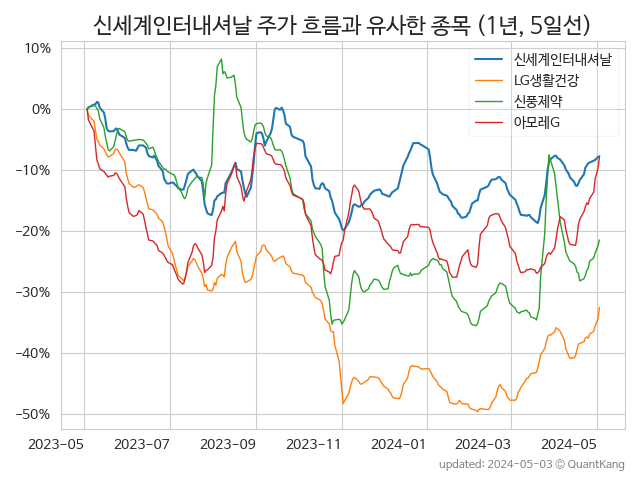 신세계인터내셔날 주가 흐름과 유사한 종목 (1년, 5일선)
신세계인터내셔날
LG생활건강
신풍제약
아모레G
10%
0%
−10%
−20%
−30%
−40%
−50%
2023-05 2023-07 2023-09 2023-11 2024-01 2024-03 2024-05
updated: 2024-05-03 ⓒ QuantKang